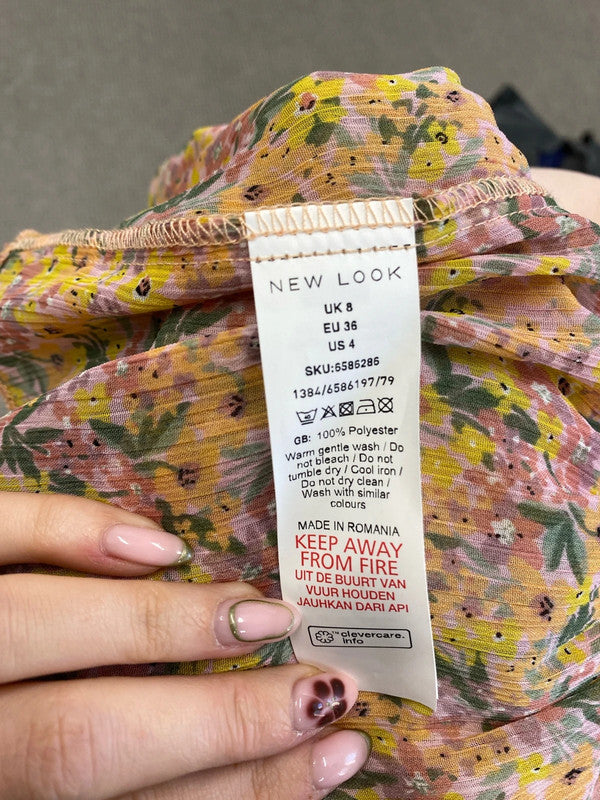 NEW LOOK
UK 8
EU 36
US 4
SKU:6586286
1384/6586197/79
GB: 100% Polyester
Warm gentle wash / Do
not bleach / Do not
tumble dry / Cool iron /
Do not dry clean /
Wash with similar
colours
MADE IN ROMANIA
KEEP AWAY
FROM FIRE
UIT DE BUURT VAN
VUUR HOUDEN
JAUHKAN DARI API
™ clevercare.
info